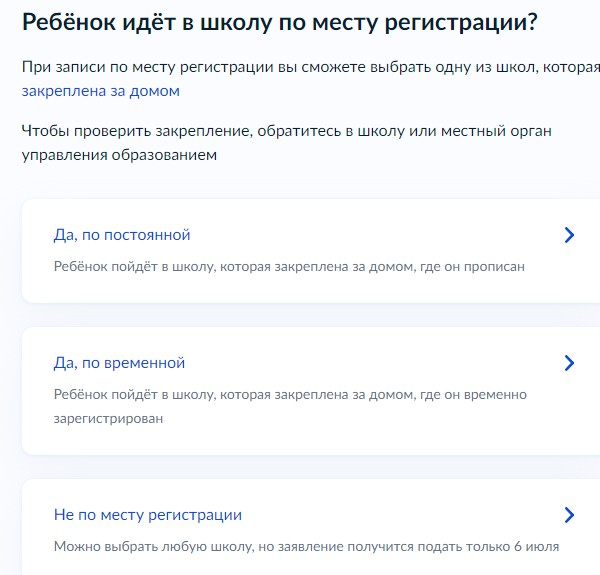 Ребёнок идёт в школу по месту регистрации?
При записи по месту регистрации вы сможете выбрать одну из школ, которая
закреплена за домом
Чтобы проверить закрепление, обратитесь в школу или местный орган
управления образованием
Да, по постоянной
Ребёнок пойдёт в школу, которая закреплена за домом, где он прописан
Да, по временной
Ребёнок пойдёт в школу, которая закреплена за домом, где он временно
зарегистрирован
Не по месту регистрации
Можно выбрать любую школу, но заявление получится подать только 6 июля